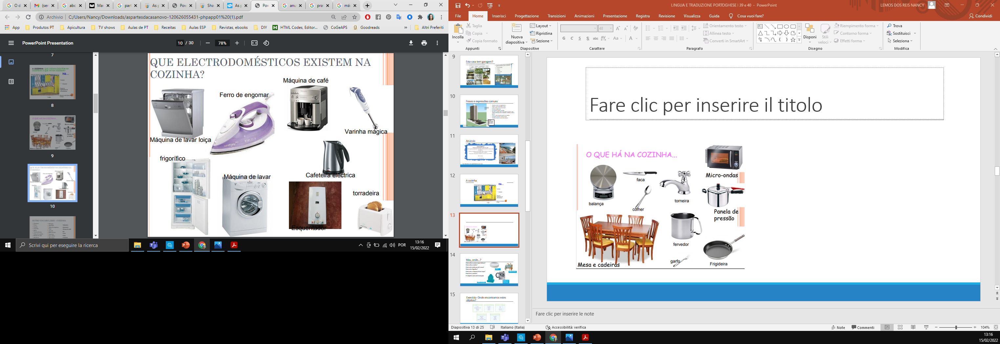 O d
(ser
abc
Mar
part
As p
Pow
Sha
As p
Pow
anu
pra
mác
Archivio
C:/Users/Nancy/Downloads/aspartesdacasanovo-120626055431-phpapp01%20(1).pdf
App
Produtos PT
Apicultura
TV shows
Aulas de PT
Receitas
Aulas ESP
Revistas, ebooks
DIY
HTML Codes, Editor...
CoGeAPS
Goodreads
»
Altri Preferiti
PowerPoint Presentation
10 / 30
78%
7
8
9
10
QUE ELECTRODOMÉSTICOS EXISTEM NA
COZINHA?
Máquina de café
Ferro de engomar
Varinha mágica
Máquina de lavar loiça
frigorífico
Cafeteira eléctrica
Máquina de lavar
torradeira
Esquentador
Scrivi qui per eseguire la ricerca
POR
13:16
15/02/2022
LINGUA E TRADUZIONE PORTOGHESE I 39 e 40 - PowerPoint
LEMOS DOS REIS NANCY
File
Home
Inserisci
Progettazione
Transizioni
Animazioni
Presentazione
Registra
Revisione
Visualizza
Guida
Cosa vuoi fare?
Condividi
Incolla
Taglia
Copia
Copia formato
Appunti
Nuova
diapositiva
Layout
Ripristina
Sezione
Diapositive
48
G C S S abc AV Aa A
Carattere
Orientamento testo
Allinea testo
Converti in SmartArt
Paragrafo
Disponi
Stili
veloci
Riempimento forma
Contorno forma
Effetti forma
Disegno
Trova
Sostituisci
Seleziona
Modifica
9
Esta casa tem garagem?
10
Frases e expressões comuns
11
Anúncio
12
A cozinha
Há...
13
14
Mas, onde...?
15
Exercício- Onde encontramos estes
objetos?
Fare clic per inserire il titolo
O QUE HÁ NA COZINHA...
Micro-ondas
faca
balança
colher
torneira
Panela de
pressão
fervedor
Mesa e cadeiras
garfo
Frigideira
Fare clic per inserire le note
Diapositiva 13 di 25
Italiano (Italia)
Accessibilità: verifica
Note
Commenti
104%
13:16
15/02/2022